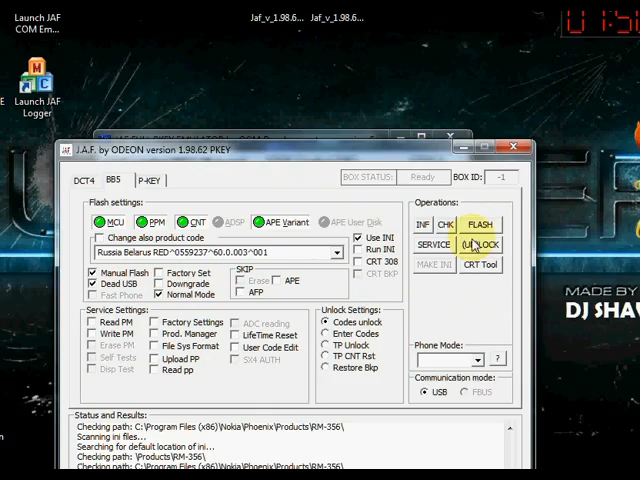 Launch JAF
COM Em...
Jaf_v_1.98.6...
Jaf_v_1.98.6...
Launch JAF
Logger
J.A.F. by ODEON version 1.98.62 PKEY
DCT4
BB5
P-KEY
BOX STATUS:
Ready
BOX ID:
-1
Flash settings:
MCU
PPM
CNT
ADSP
APE Variant
APE User Disk
Change also product code
Russia Belarus RED^0559237^60.0.003^001
Use INI
Run INI
CRT 308
CRT BKP
Manual Flash
Dead USB
Fast Phone
Factory Set
Downgrade
Normal Mode
SKIP
Erase
APE
AFP
Operations:
INF
CHK
FLASH
SERVICE
UNLOCK
MAKE INI
CRT Tool
Service Settings:
Read PM
Write PM
Erase PM
Self Tests
Disp Test
Factory Settings
Prod. Manager
File Sys Format
Upload PP
Read pp
ADC reading
LifeTime Reset
User Code Edit
SX4 AUTH
Unlock Settings:
Codes unlock
Enter Codes
TP Unlock
TP CNT Rst
Restore Bkp
Phone Mode:
?
Communication mode:
USB
FBUS
Status and Results:
Checking path: C:\Program Files (x86)\Nokia\Phoenix\Products\RM-356\
Scanning ini files...
Searching for default location of ini...
Checking path: \Products\RM-356\
Checking path: C:\Program Files (x86)\Nokia\Phoenix\Products\RM-356\
MADE BY
DJ SHA